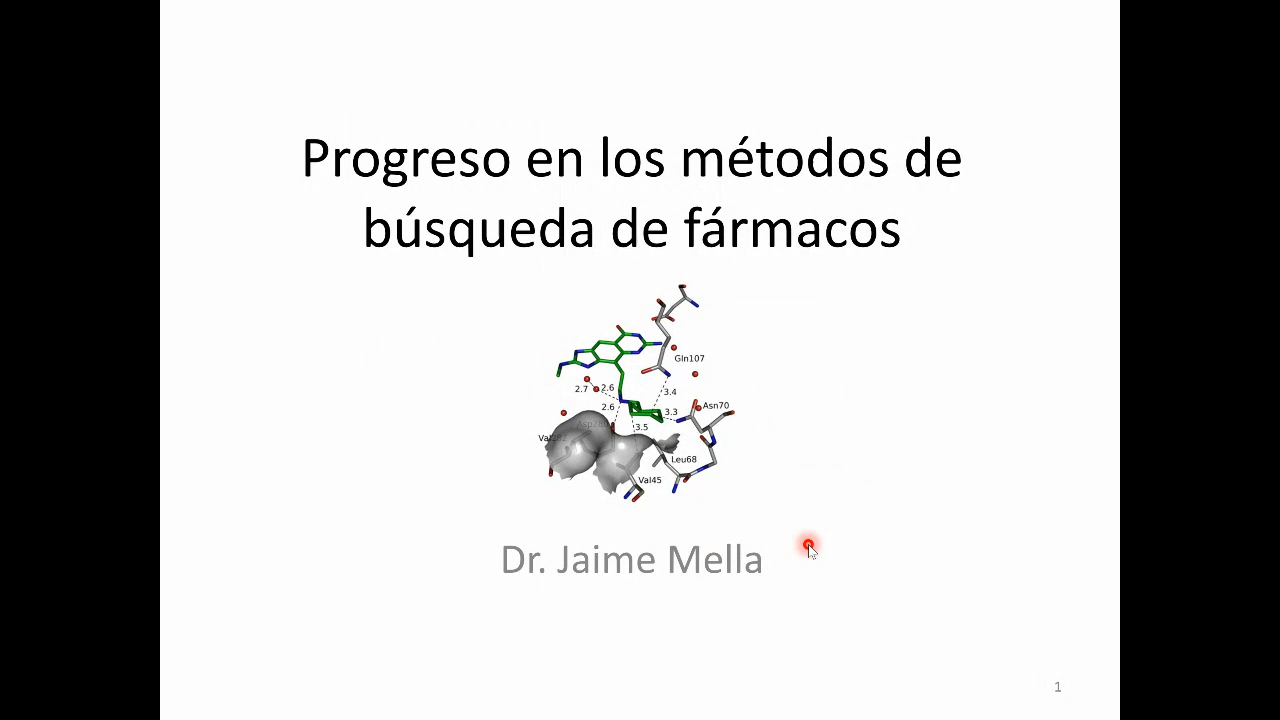 Progreso en los métodos de
búsqueda de fármacos
Gln107
2.7
2.6
3.4
2.6
3.3
Asn70
3.5
Leu68
Val45
Dr. Jaime Mella
1